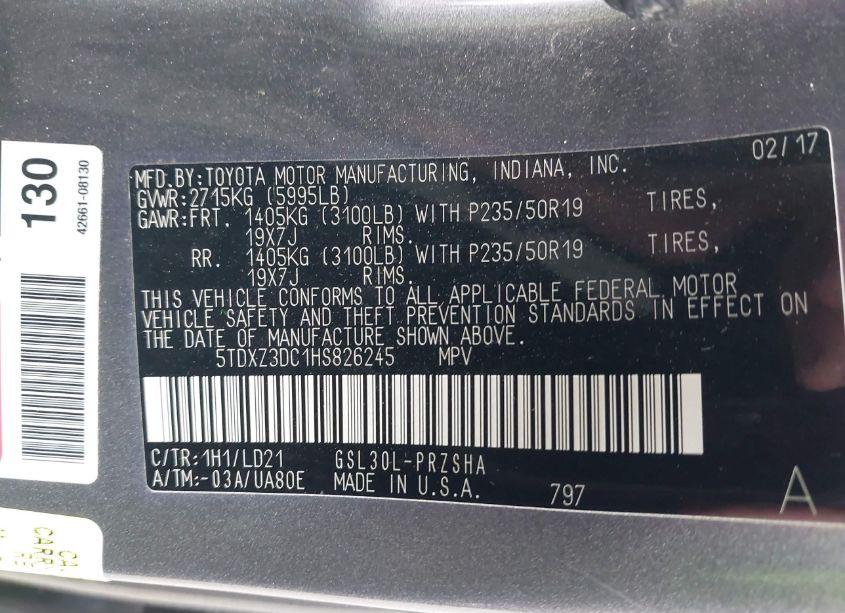 130
42661-08130
02/17
MFD.BY:TOYOTA MOTOR MANUFACTURING, INDIANA, INC.
GVWR:2715KG (5995LB)
GAWR:FRT. 1405KG (3100LB) WITH P235/50R19 TIRES,
19X7J RIMS.
RR. 1405KG (3100LB) WITH P235/50R19 TIRES,
19X7J RIMS.
THIS VEHICLE CONFORMS TO ALL APPLICABLE FEDERAL MOTOR
VEHICLE SAFETY AND THEFT PREVENTION STANDARDS IN EFFECT ON
THE DATE OF MANUFACTURE SHOWN ABOVE.
5TDXZ3DC1HS826245 MPV
C/TR:1H1/LD21 GSL30L-PRZSHA
A/TM:-03A/UA80E MADE IN U.S.A. 797 A
CA
CARR